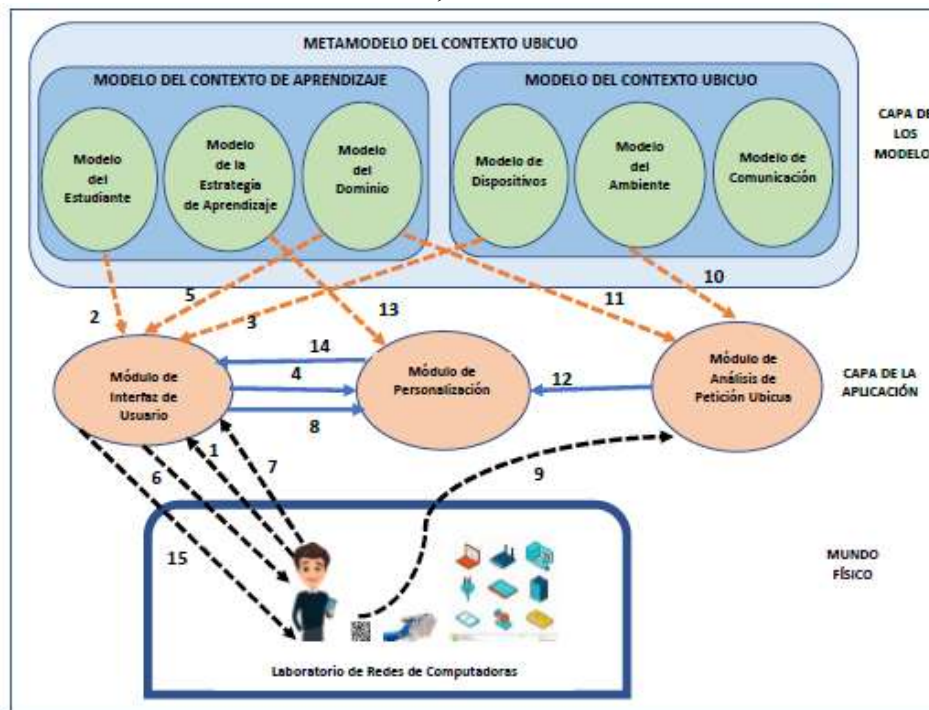 METAMODELO DEL CONTEXTO UBICUO
MODELO DEL CONTEXTO DE APRENDIZAJE
MODELO DEL CONTEXTO UBICUO
Modelo
del
Estudiante
Modelo
de la
Estrategia
de Aprendizaje
Modelo
del
Dominio
Modelo de
Dispositivos
Modelo
del
Ambiente
Modelo de
Comunicación
CAPA DE
LOS
MODELO
2
5
3
13
11
10
Módulo de
Interfaz de
Usuario
14
4
8
Módulo de
Personalización
12
Módulo de
Análisis de
Petición Ubicua
CAPA DE LA
APLICACIÓN
6
1
7
9
15
MUNDO
FÍSICO
Laboratorio de Redes de Computadoras